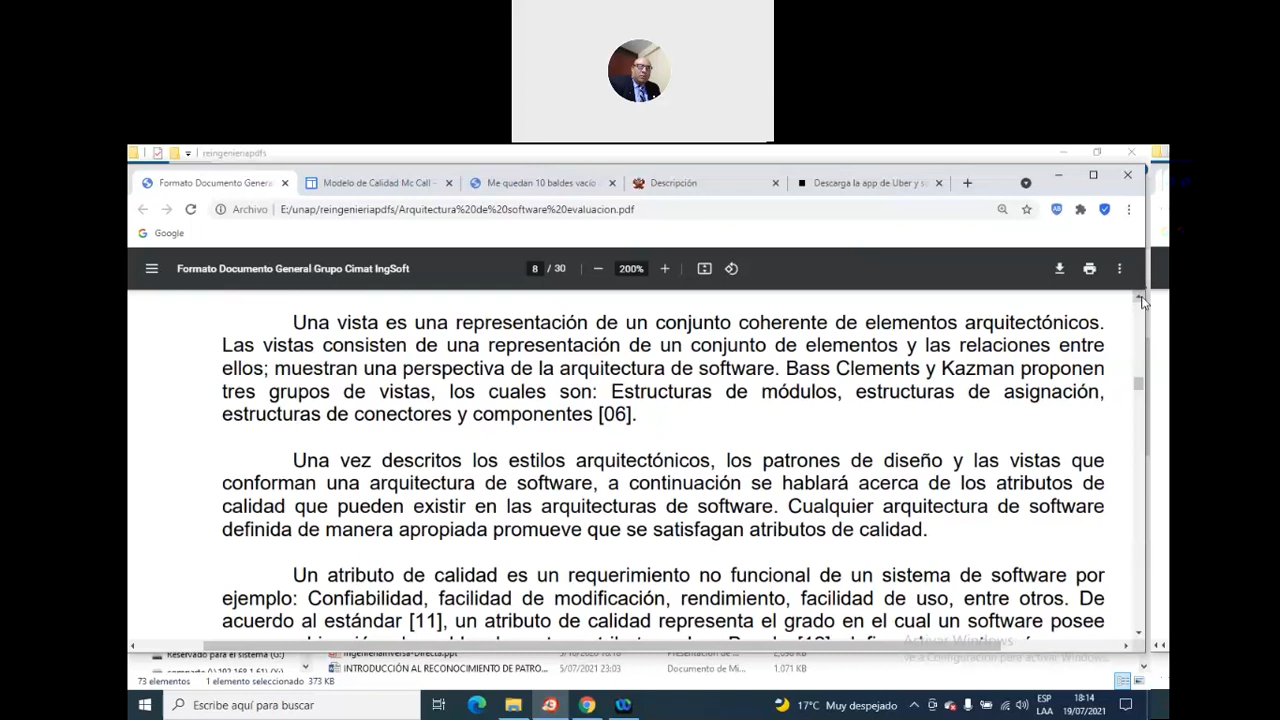 reingenieriapdfs
Formato Documento Genera
Modelo de Calidad Mc Call -
Me quedan 10 baldes vacío
Descripción
Descarga la app de Uber y s
Archivo
E:/unap/reingenieriapdfs/Arquitectura%20de%20software%20evaluacion.pdf
Google
Formato Documento General Grupo Cimat IngSoft
8 / 30
200%
Una vista es una representación de un conjunto coherente de elementos arquitectónicos.
Las vistas consisten de una representación de un conjunto de elementos y las relaciones entre
ellos; muestran una perspectiva de la arquitectura de software. Bass Clements y Kazman proponen
tres grupos de vistas, los cuales son: Estructuras de módulos, estructuras de asignación,
estructuras de conectores y componentes [06].
Una vez descritos los estilos arquitectónicos, los patrones de diseño y las vistas que
conforman una arquitectura de software, a continuación se hablará acerca de los atributos de
calidad que pueden existir en las arquitecturas de software. Cualquier arquitectura de software
definida de manera apropiada promueve que se satisfagan atributos de calidad.
Un atributo de calidad es un requerimiento no funcional de un sistema de software por
ejemplo: Confiabilidad, facilidad de modificación, rendimiento, facilidad de uso, entre otros. De
acuerdo al estándar [11], un atributo de calidad representa el grado en el cual un software posee
Activar Windows
Ve a Configuración para activar Windows.
Reservado para el sistema (G:)
INTRODUCCIÓN AL RECONOCIMIENTO DE PATRO...
5/07/2021 23:03
Documento de Mi...
1.071 KB
73 elementos
1 elemento seleccionado 373 KB
Escribe aquí para buscar
17°C Muy despejado
ESP
LAA
18:14
19/07/2021